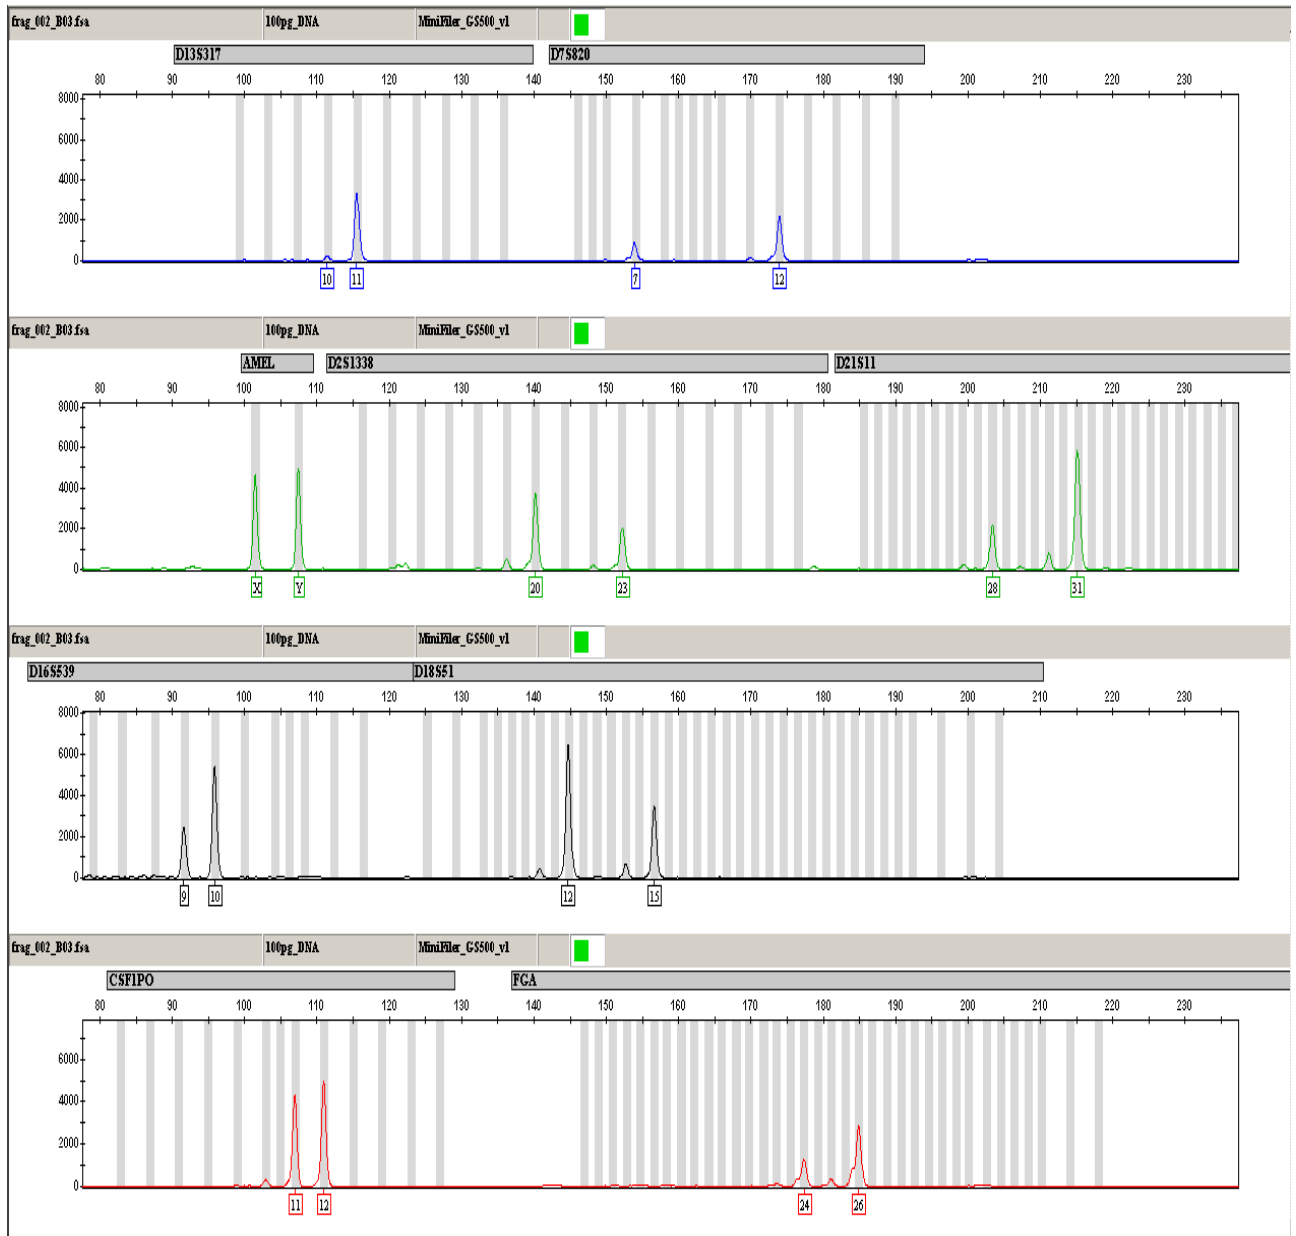 frag_002_B03.fsa 100pg_DNA MiniFiler_GS500_v1
D13S317 D7S820
80 90 100 110 120 130 140 150 160 170 180 190 200 210 220 230
8000
6000
4000
2000
0
10 11 7 12
frag_002_B03.fsa 100pg_DNA MiniFiler_GS500_v1
AMEL D2S1338 D21S11
80 90 100 110 120 130 140 150 160 170 180 190 200 210 220 230
8000
6000
4000
2000
0
X Y 20 23 28 31
frag_002_B03.fsa 100pg_DNA MiniFiler_GS500_v1
D16S539 D18S51
80 90 100 110 120 130 140 150 160 170 180 190 200 210 220 230
8000
6000
4000
2000
0
9 10 12 15
frag_002_B03.fsa 100pg_DNA MiniFiler_GS500_v1
CSF1PO FGA
80 90 100 110 120 130 140 150 160 170 180 190 200 210 220 230
6000
4000
2000
0
11 12 24 26